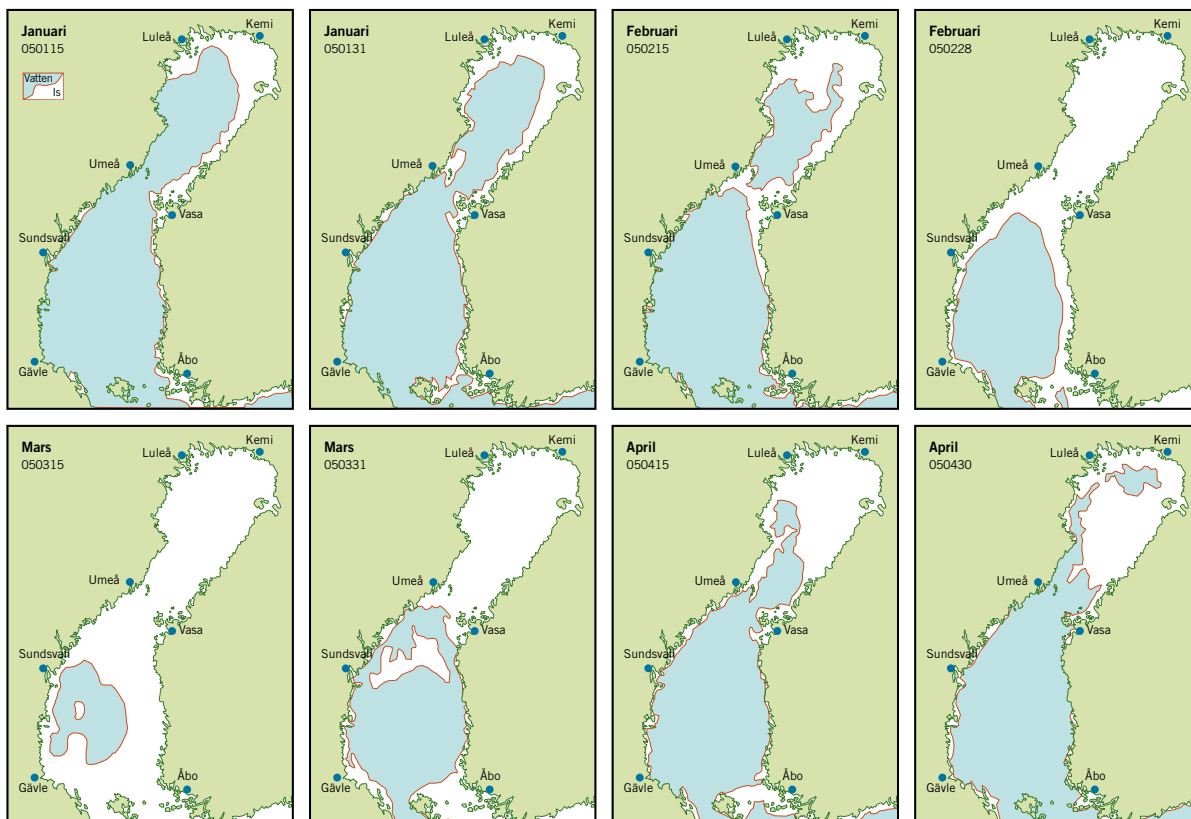 Januari
050115
Kemi
Luleå
Vatten
Is
Umeå
Vasa
Sundsvall
Åbo
Gävle
Januari
050131
Kemi
Luleå
Umeå
Vasa
Sundsvall
Åbo
Gävle
Februari
050215
Kemi
Luleå
Umeå
Vasa
Sundsvall
Åbo
Gävle
Februari
050228
Kemi
Luleå
Umeå
Vasa
Sundsvall
Åbo
Gävle
Mars
050315
Kemi
Luleå
Umeå
Vasa
Sundsvall
Åbo
Gävle
Mars
050331
Kemi
Luleå
Umeå
Vasa
Sundsvall
Åbo
Gävle
April
050415
Kemi
Luleå
Umeå
Vasa
Sundsvall
Åbo
Gävle
April
050430
Kemi
Luleå
Umeå
Vasa
Sundsvall
Åbo
Gävle